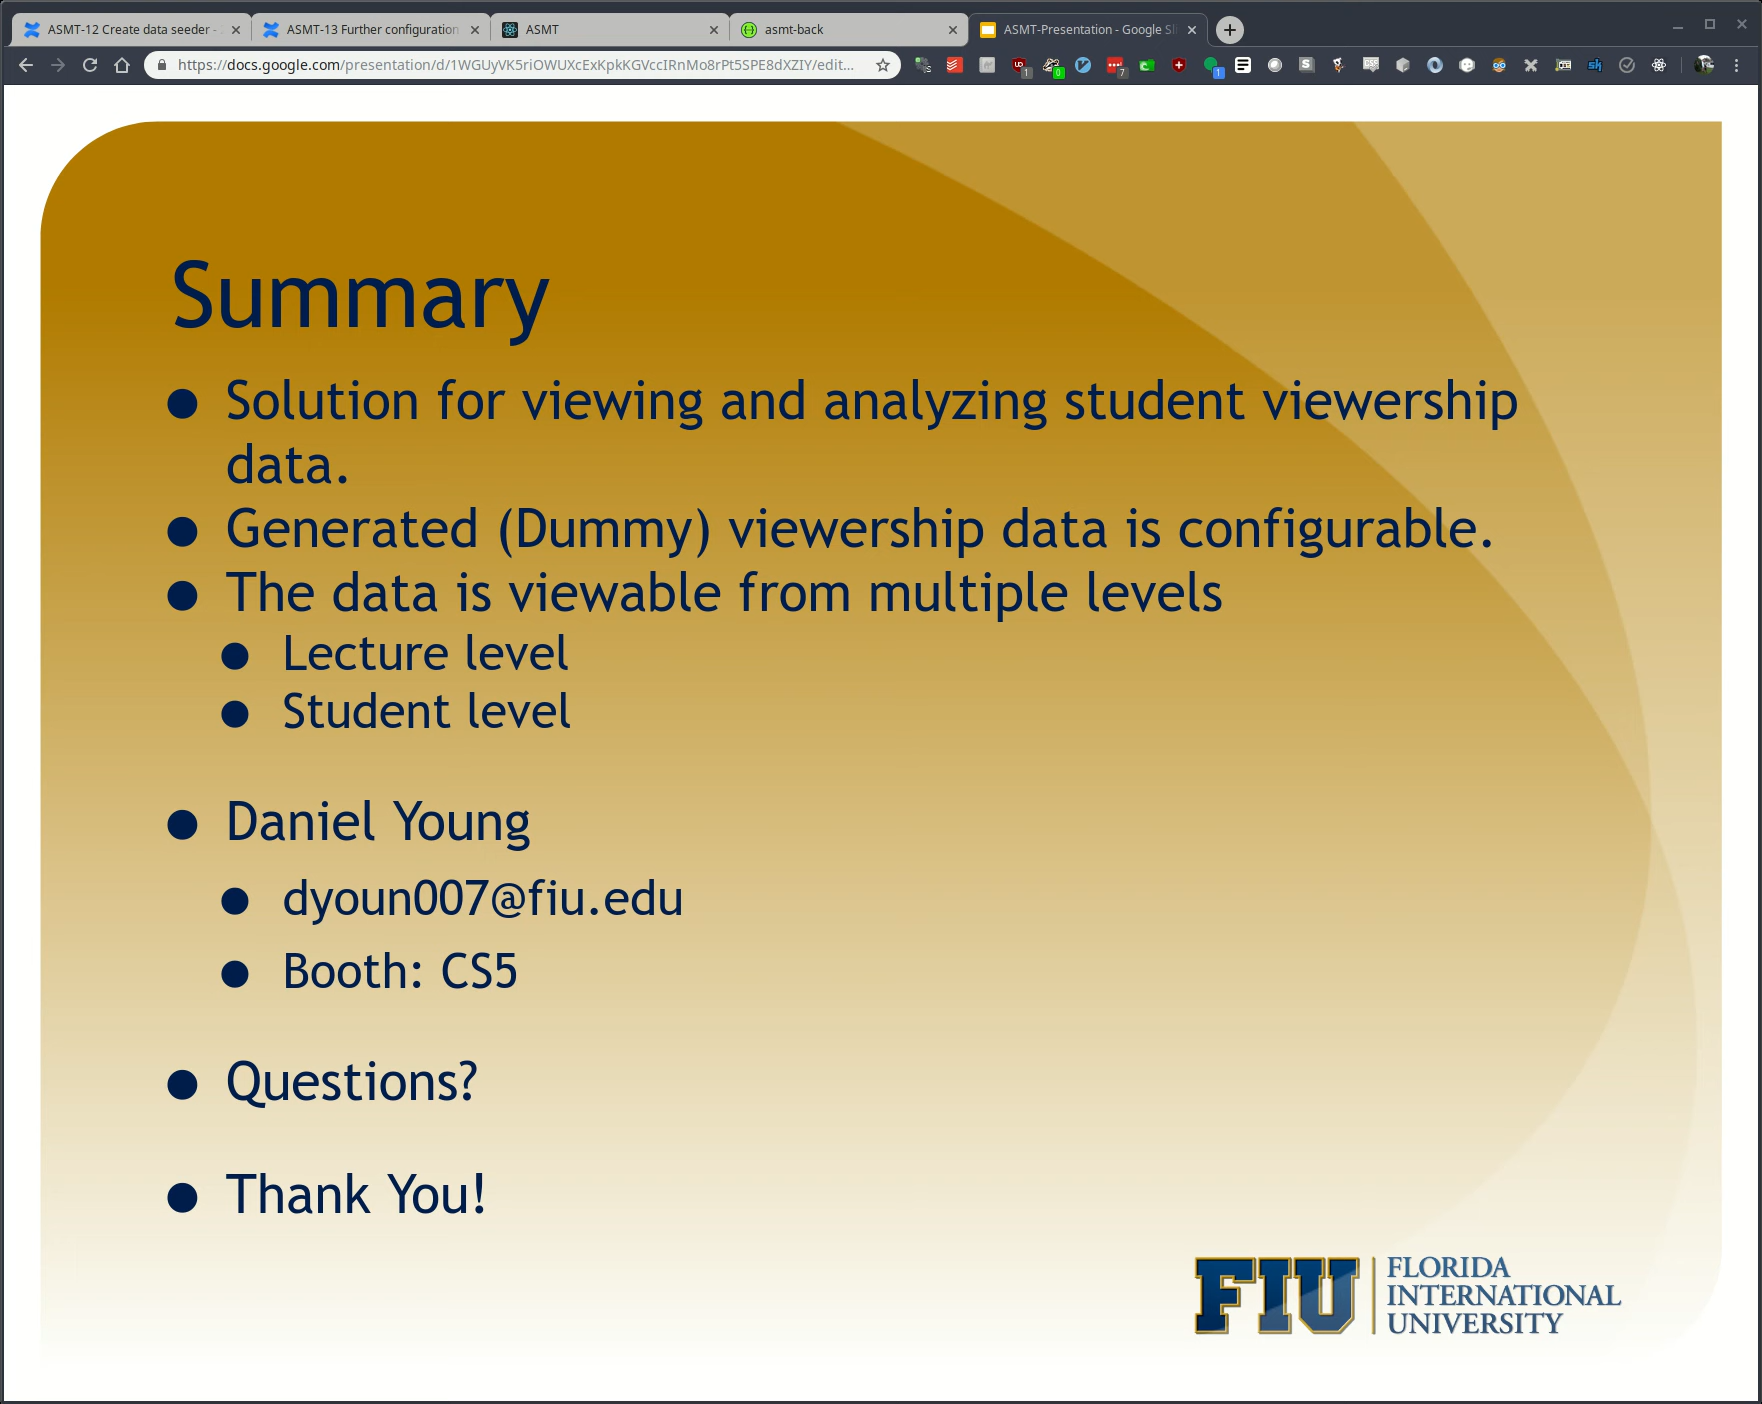 ASMT-12 Create data seeder -
ASMT-13 Further configuration
ASMT
asmt-back
ASMT-Presentation - Google Sl
https://docs.google.com/presentation/d/1WGUyVK5riOWUXcExKpkKGVccIRnMo8rPt5SPE8dXZIY/edit...
Summary
● Solution for viewing and analyzing student viewership
data.
● Generated (Dummy) viewership data is configurable.
● The data is viewable from multiple levels
● Lecture level
● Student level
● Daniel Young
● dyoun007@fiu.edu
● Booth: CS5
● Questions?
● Thank You!
FIU
FLORIDA
INTERNATIONAL
UNIVERSITY